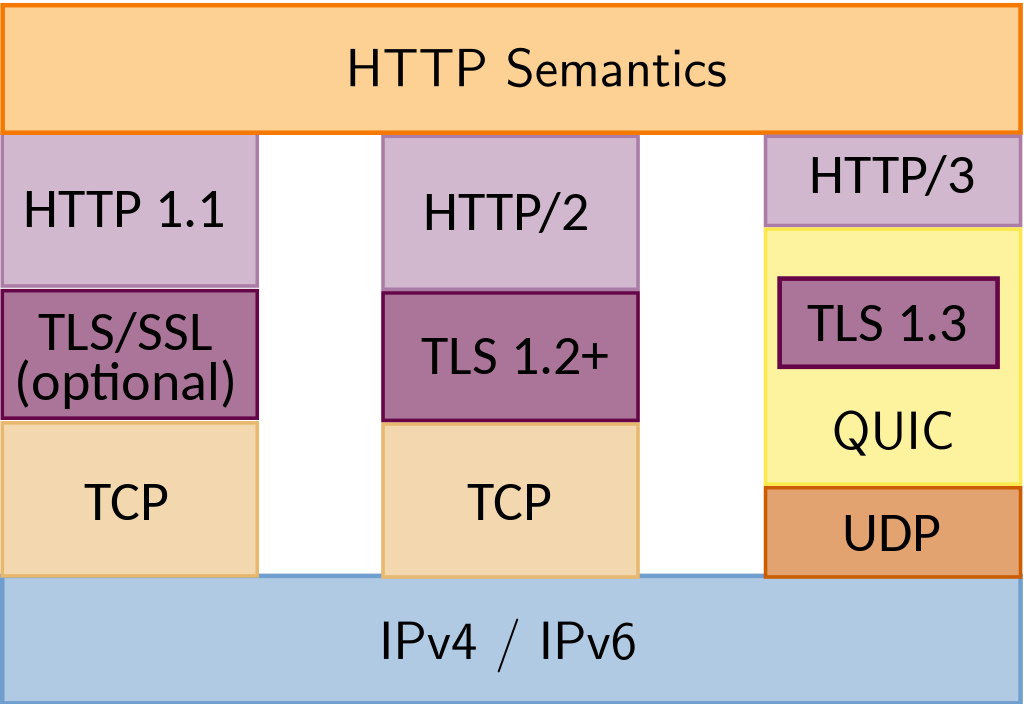 HTTP Semantics
HTTP 1.1
TLS/SSL
(optional)
TCP
HTTP/2
TLS 1.2+
TCP
HTTP/3
TLS 1.3
QUIC
UDP
IPv4 / IPv6